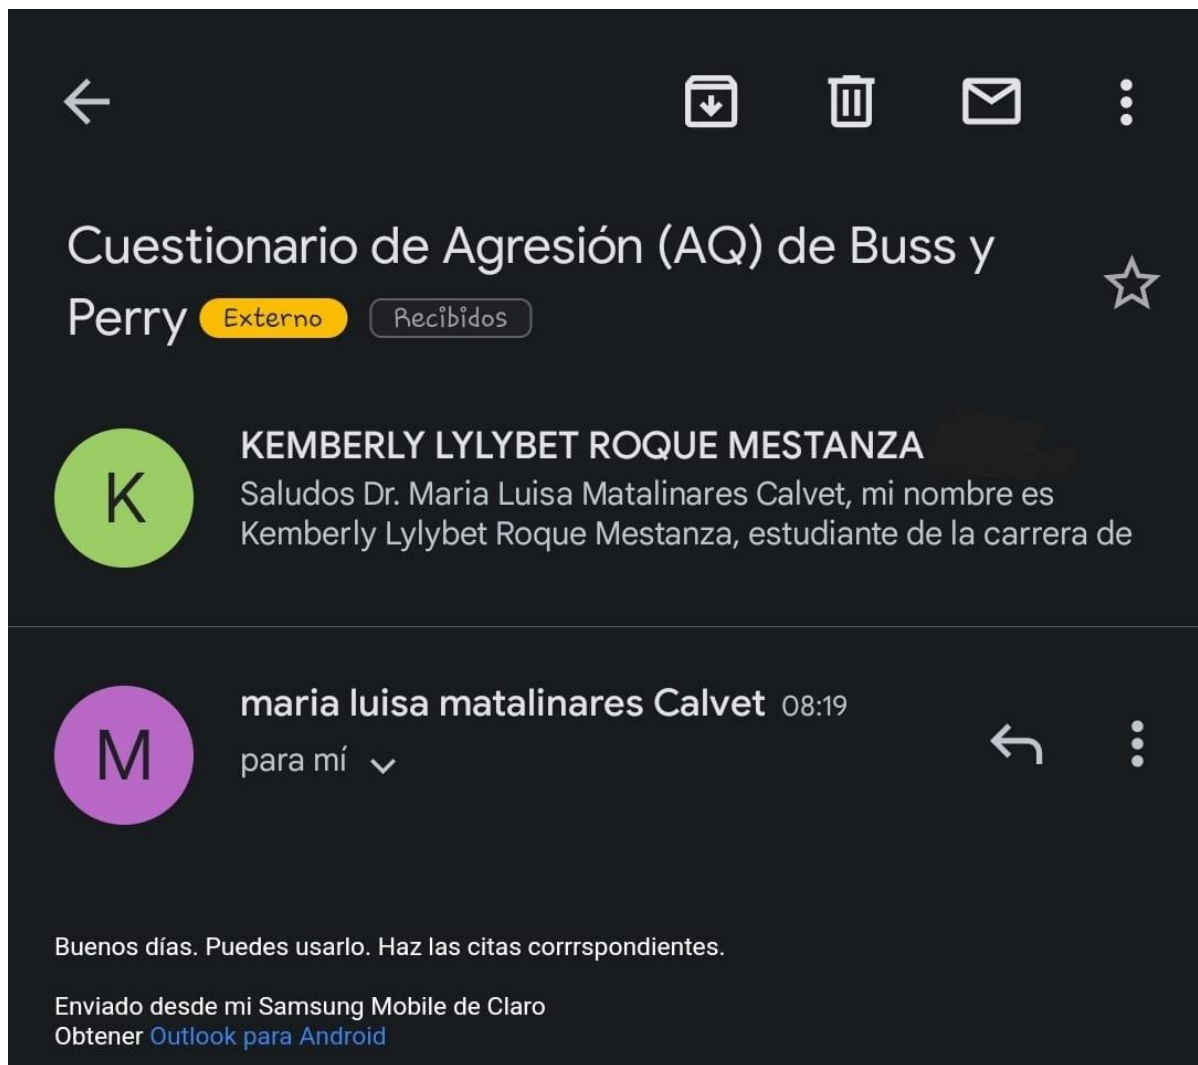 Cuestionario de Agresión (AQ) de Buss y
Perry Externo Recibidos
K
KEMBERLY LYLYBET ROQUE MESTANZA
Saludos Dr. Maria Luisa Matalinares Calvet, mi nombre es
Kemberly Lylybet Roque Mestanza, estudiante de la carrera de
M
maria luisa matalinares Calvet 08:19
para mí
Buenos días. Puedes usarlo. Haz las citas corrrspondientes.
Enviado desde mi Samsung Mobile de Claro
Obtener Outlook para Android